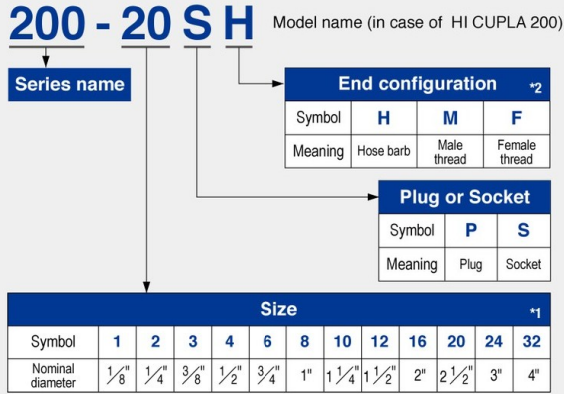 200 - 20 S H Model name (in case of HI CUPLA 200)
Series name
End configuration *2
Symbol H M F
Meaning Hose barb Male thread Female thread
Plug or Socket
Symbol P S
Meaning Plug Socket
Size *1
Symbol 1 2 3 4 6 8 10 12 16 20 24 32
Nominal diameter 1/8" 1/4" 3/8" 1/2" 3/4" 1" 1 1/4" 1 1/2" 2" 2 1/2" 3" 4"